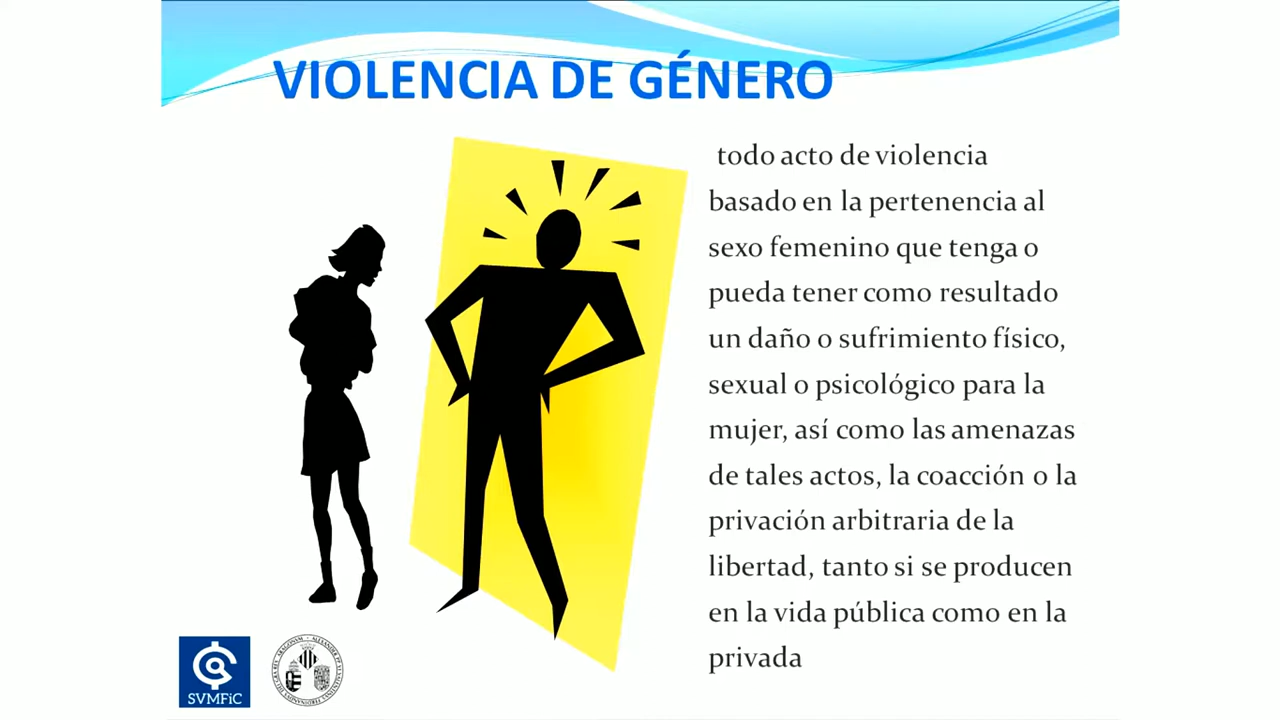 VIOLENCIA DE GÉNERO
todo acto de violencia
basado en la pertenencia al
sexo femenino que tenga o
pueda tener como resultado
un daño o sufrimiento físico,
sexual o psicológico para la
mujer, así como las amenazas
de tales actos, la coacción o la
privación arbitraria de la
libertad, tanto si se producen
en la vida pública como en la
privada
SVMFiC